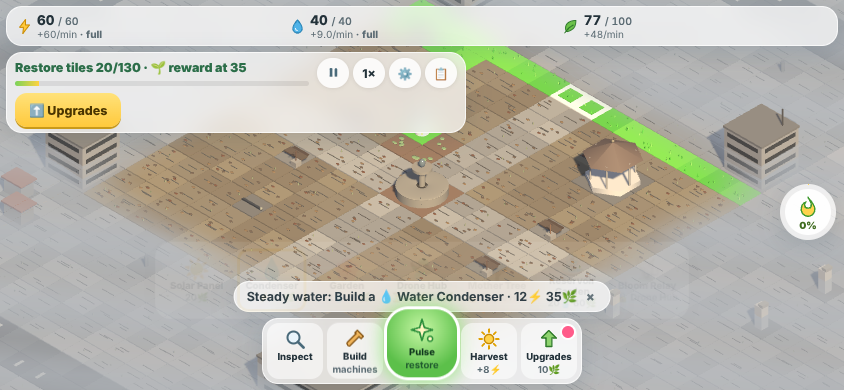 60 / 60
+60/min · full
40 / 40
+9.0/min · full
77 / 100
+48/min
Restore tiles 20/130 · 🌱 reward at 35
1×
⬆️ Upgrades
0%
Steady water: Build a 💧 Water Condenser · 12⚡ 35🌿 ×
Inspect
Build
machines
Pulse
restore
Harvest
+8⚡
Upgrades
10🌿